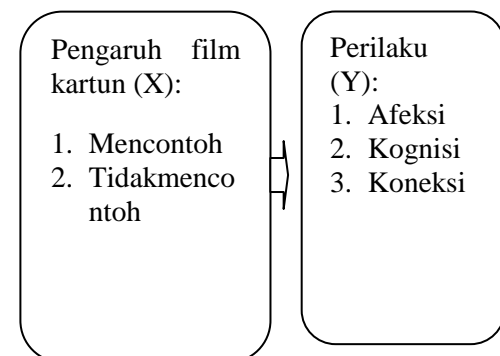 Pengaruh film
kartun (X):
1. Mencontoh
2. Tidakmenco
ntoh
Perilaku
(Y):
1. Afeksi
2. Kognisi
3. Koneksi